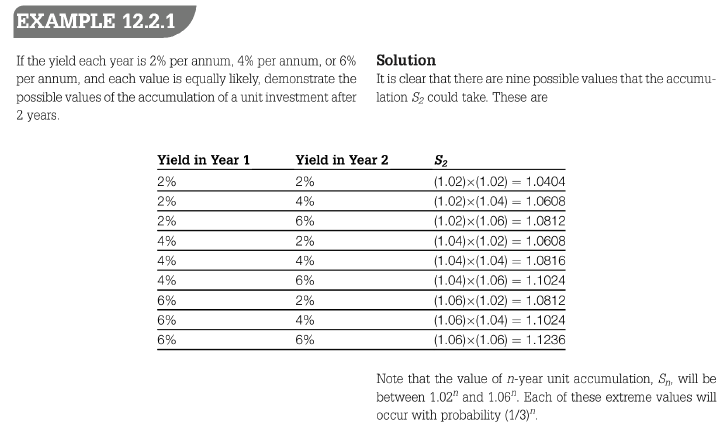 EXAMPLE 12.2.1
If the yield each year is 2% per annum, 4% per annum, or 6%
per annum, and each value is equally likely, demonstrate the
possible values of the accumulation of a unit investment after
2 years.
Solution
It is clear that there are nine possible values that the accumu-
lation S₂ could take. These are
Yield in Year 1 Yield in Year 2 S₂
2% 2% (1.02)×(1.02) = 1.0404
2% 4% (1.02)×(1.04) = 1.0608
2% 6% (1.02)×(1.06) = 1.0812
4% 2% (1.04)×(1.02) = 1.0608
4% 4% (1.04)×(1.04) = 1.0816
4% 6% (1.04)×(1.06) = 1.1024
6% 2% (1.06)×(1.02) = 1.0812
6% 4% (1.06)×(1.04) = 1.1024
6% 6% (1.06)×(1.06) = 1.1236
Note that the value of n-year unit accumulation, Sₙ, will be
between 1.02ⁿ and 1.06ⁿ. Each of these extreme values will
occur with probability (1/3)ⁿ.